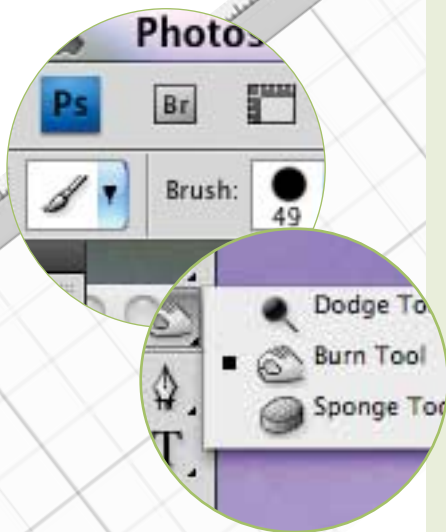 Photos
Ps Br
Brush: 49
Dodge To
Burn Tool
Sponge Too
T